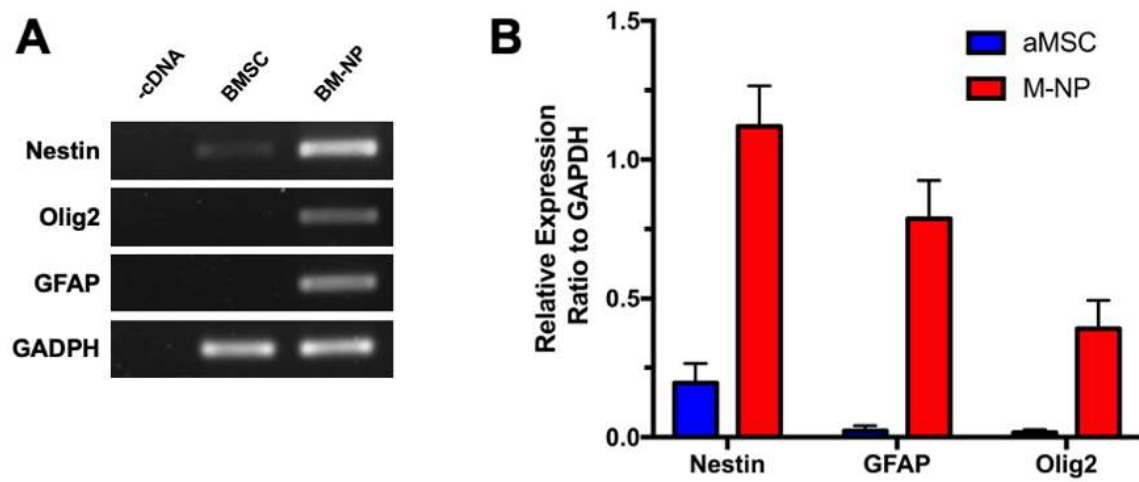 A
-cDNA
BMSC
BM-NP
Nestin
Olig2
GFAP
GADPH
B
Relative Expression
Ratio to GAPDH
1.5
1.0
0.5
0.0
aMSC
M-NP
Nestin
GFAP
Olig2